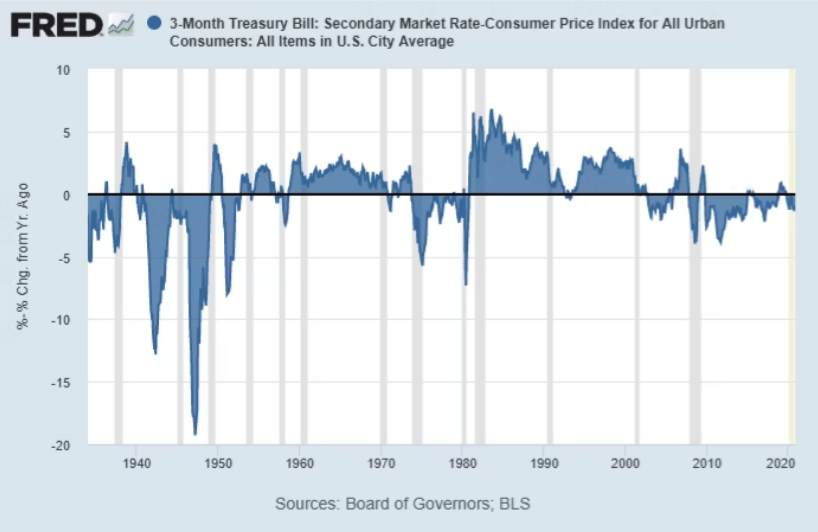 FRED
3-Month Treasury Bill: Secondary Market Rate-Consumer Price Index for All Urban
Consumers: All Items in U.S. City Average
%-% Chg. from Yr. Ago
10
5
0
-5
-10
-15
-20
1940 1950 1960 1970 1980 1990 2000 2010 2020
Sources: Board of Governors; BLS